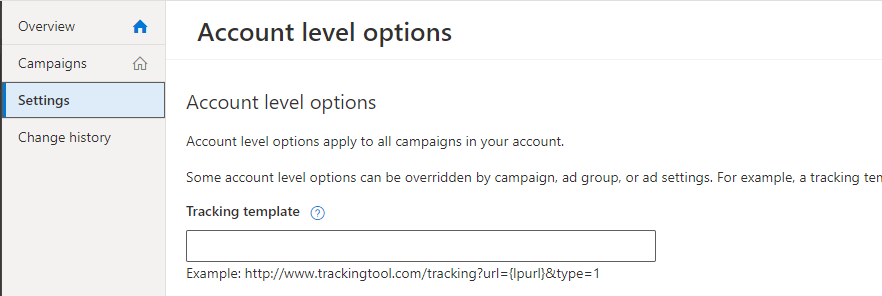 Overview
Account level options
Campaigns
Settings
Account level options
Change history
Account level options apply to all campaigns in your account.
Some account level options can be overridden by campaign, ad group, or ad settings. For example, a tracking
Tracking template ?
Example: http://www.trackingtool.com/tracking?url={lpurl}&type=1